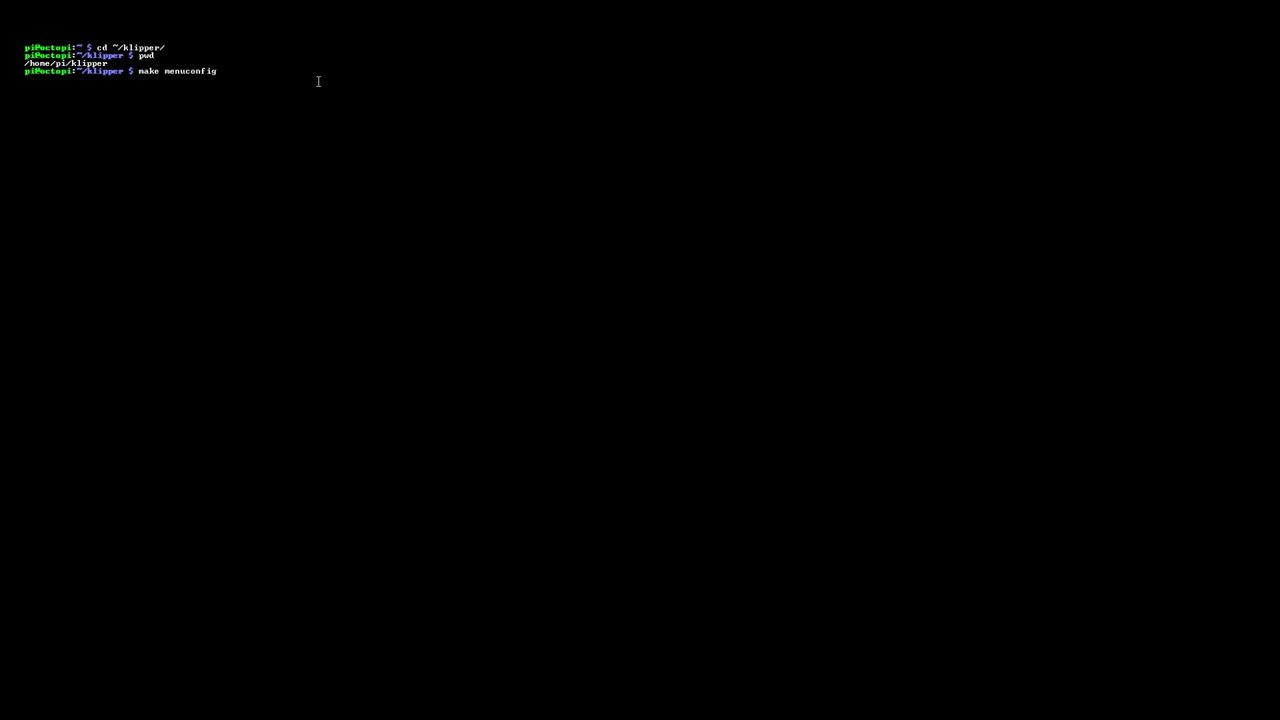 pi@octopi:~ $ cd ~/klipper/
pi@octopi:~/klipper $ pwd
/home/pi/klipper
pi@octopi:~/klipper $ make menuconfig